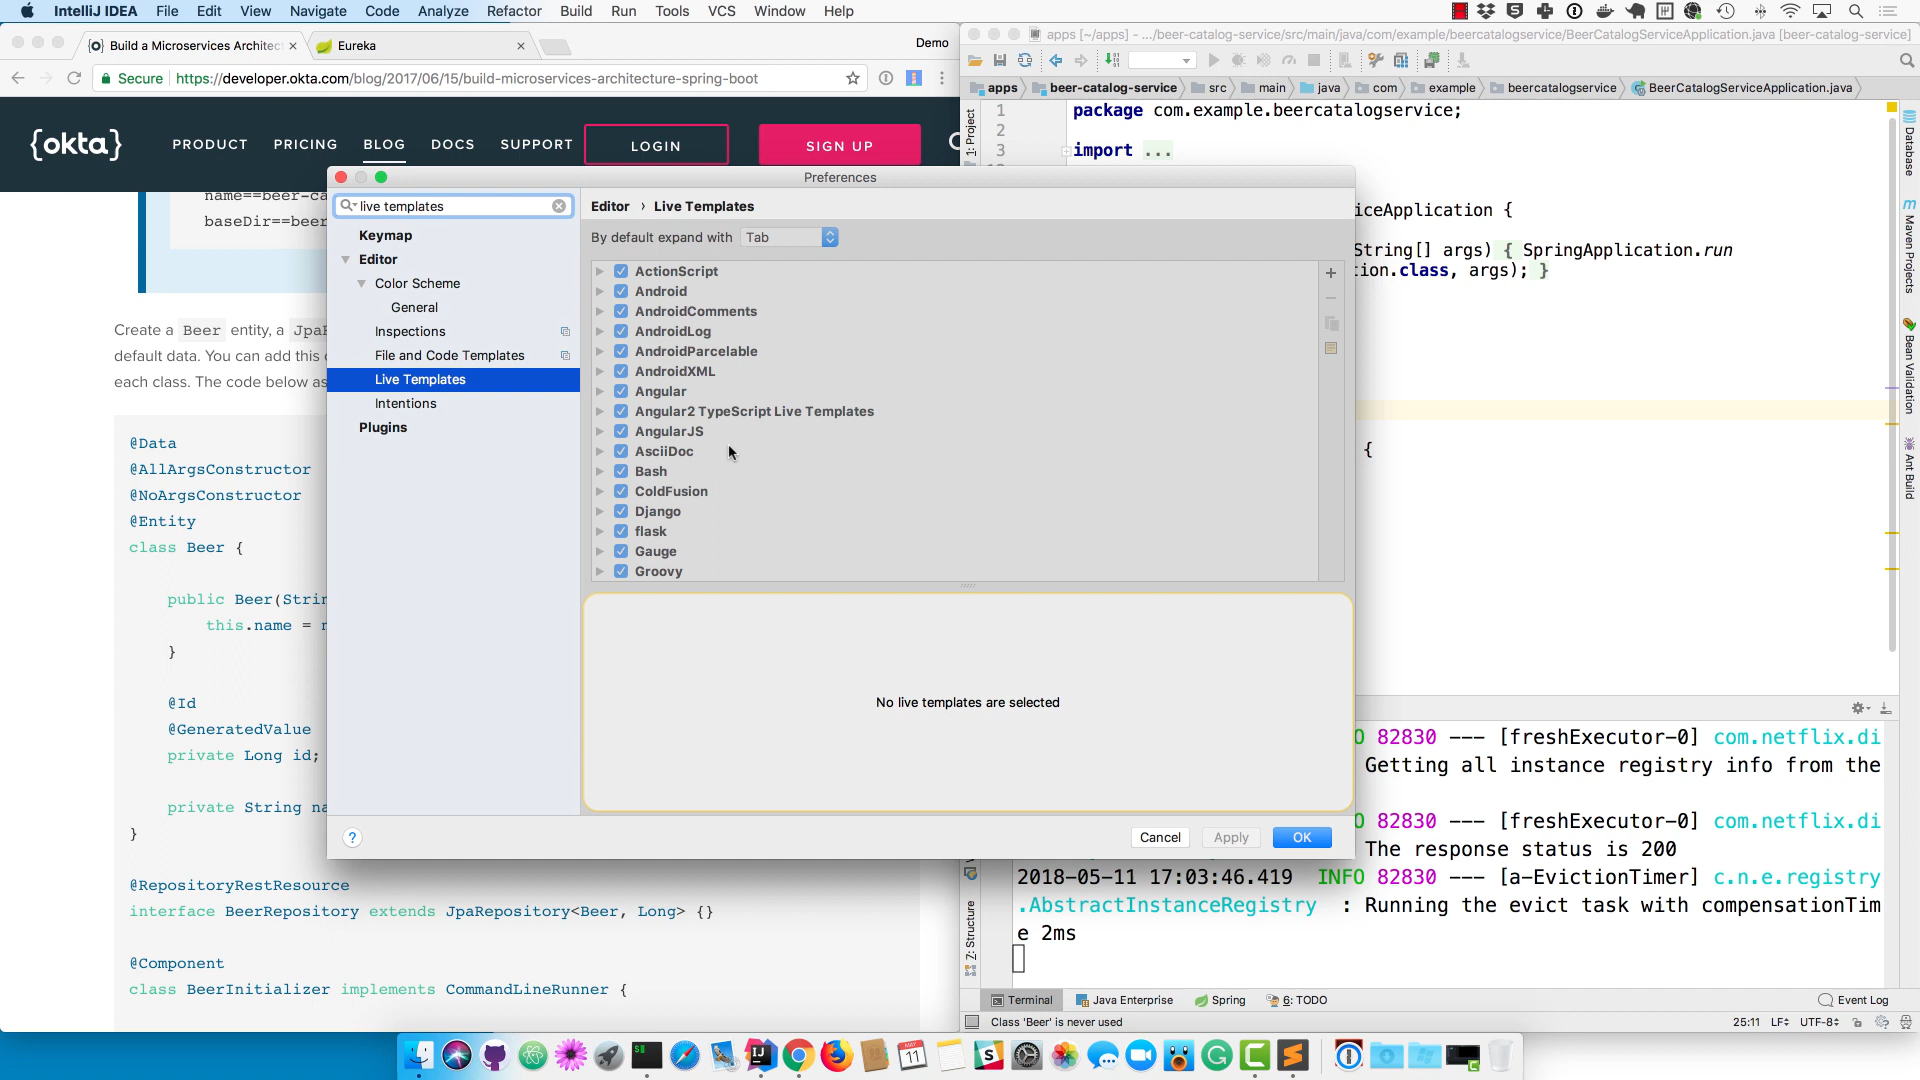 IntelliJ IDEA File Edit View Navigate Code Analyze Refactor Build Run Tools VCS Window Help
Build a Microservices Architec
Eureka
Demo
Secure https://developer.okta.com/blog/2017/06/15/build-microservices-architecture-spring-boot
{okta} PRODUCT PRICING BLOG DOCS SUPPORT LOGIN SIGN UP
name==beer-ca
baseDir==beer
Create a Beer entity, a JpaR
default data. You can add this c
each class. The code below as
@Data
@AllArgsConstructor
@NoArgsConstructor
@Entity
class Beer {
public Beer(Strin
this.name = n
}
@Id
@GeneratedValue
private Long id;
private String na
}
@RepositoryRestResource
interface BeerRepository extends JpaRepository<Beer, Long> {}
@Component
class BeerInitializer implements CommandLineRunner {
Preferences
live templates
Keymap
Editor
Color Scheme
General
Inspections
File and Code Templates
Live Templates
Intentions
Plugins
Editor › Live Templates
By default expand with Tab
ActionScript
Android
AndroidComments
AndroidLog
AndroidParcelable
AndroidXML
Angular
Angular2 TypeScript Live Templates
AngularJS
AsciiDoc
Bash
ColdFusion
Django
flask
Gauge
Groovy
No live templates are selected
? Cancel Apply OK
apps [~/apps] - .../beer-catalog-service/src/main/java/com/example/beercatalogservice/BeerCatalogServiceApplication.java [beer-catalog-service]
apps beer-catalog-service src main java com example beercatalogservice BeerCatalogServiceApplication.java
1 package com.example.beercatalogservice;
2
3 import ...
iceApplication {
String[] args) { SpringApplication.run
ion.class, args); }
{
1: Project
Z: Structure
Database
Maven Projects
Bean Validation
Ant Build
O 82830 --- [freshExecutor-0] com.netflix.di
Getting all instance registry info from the
O 82830 --- [freshExecutor-0] com.netflix.di
The response status is 200
2018-05-11 17:03:46.419 INFO 82830 --- [a-EvictionTimer] c.n.e.registry
.AbstractInstanceRegistry : Running the evict task with compensationTim
e 2ms
Terminal Java Enterprise Spring 6: TODO Event Log
Class 'Beer' is never used 25:11 LF UTF-8